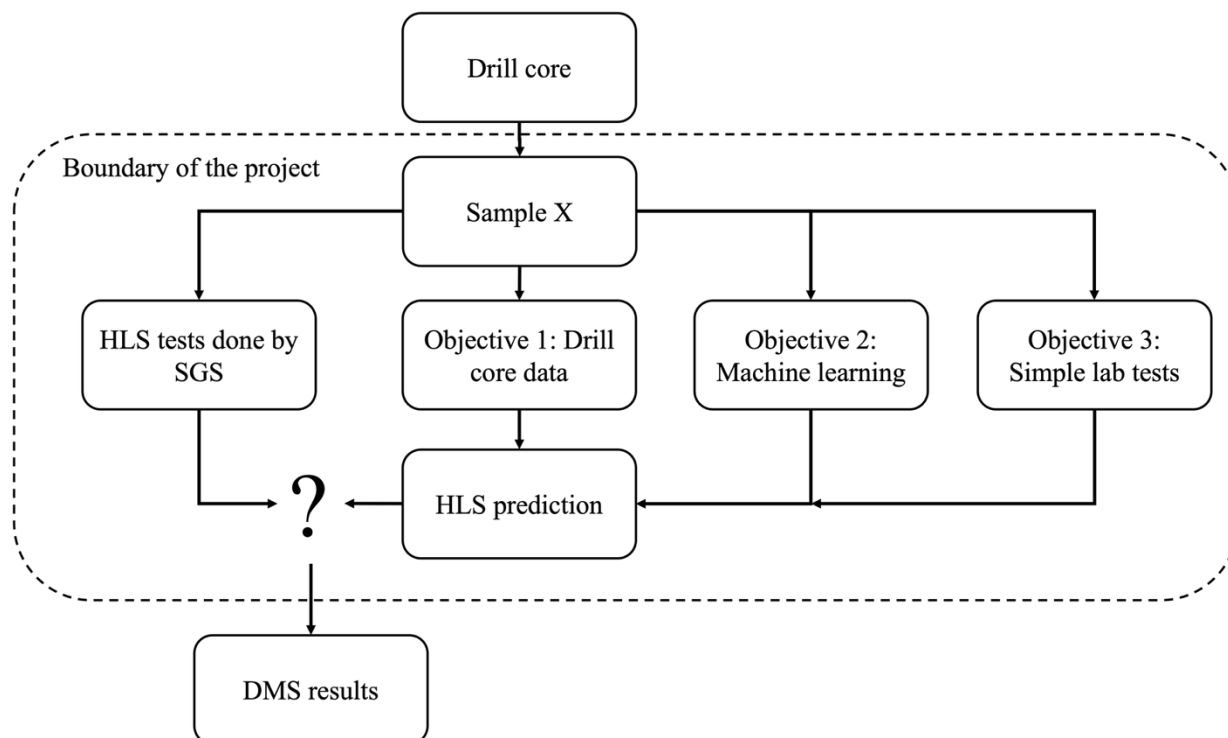 Drill core
Boundary of the project
Sample X
HLS tests done by
SGS
Objective 1: Drill
core data
Objective 2:
Machine learning
Objective 3:
Simple lab tests
?
HLS prediction
DMS results